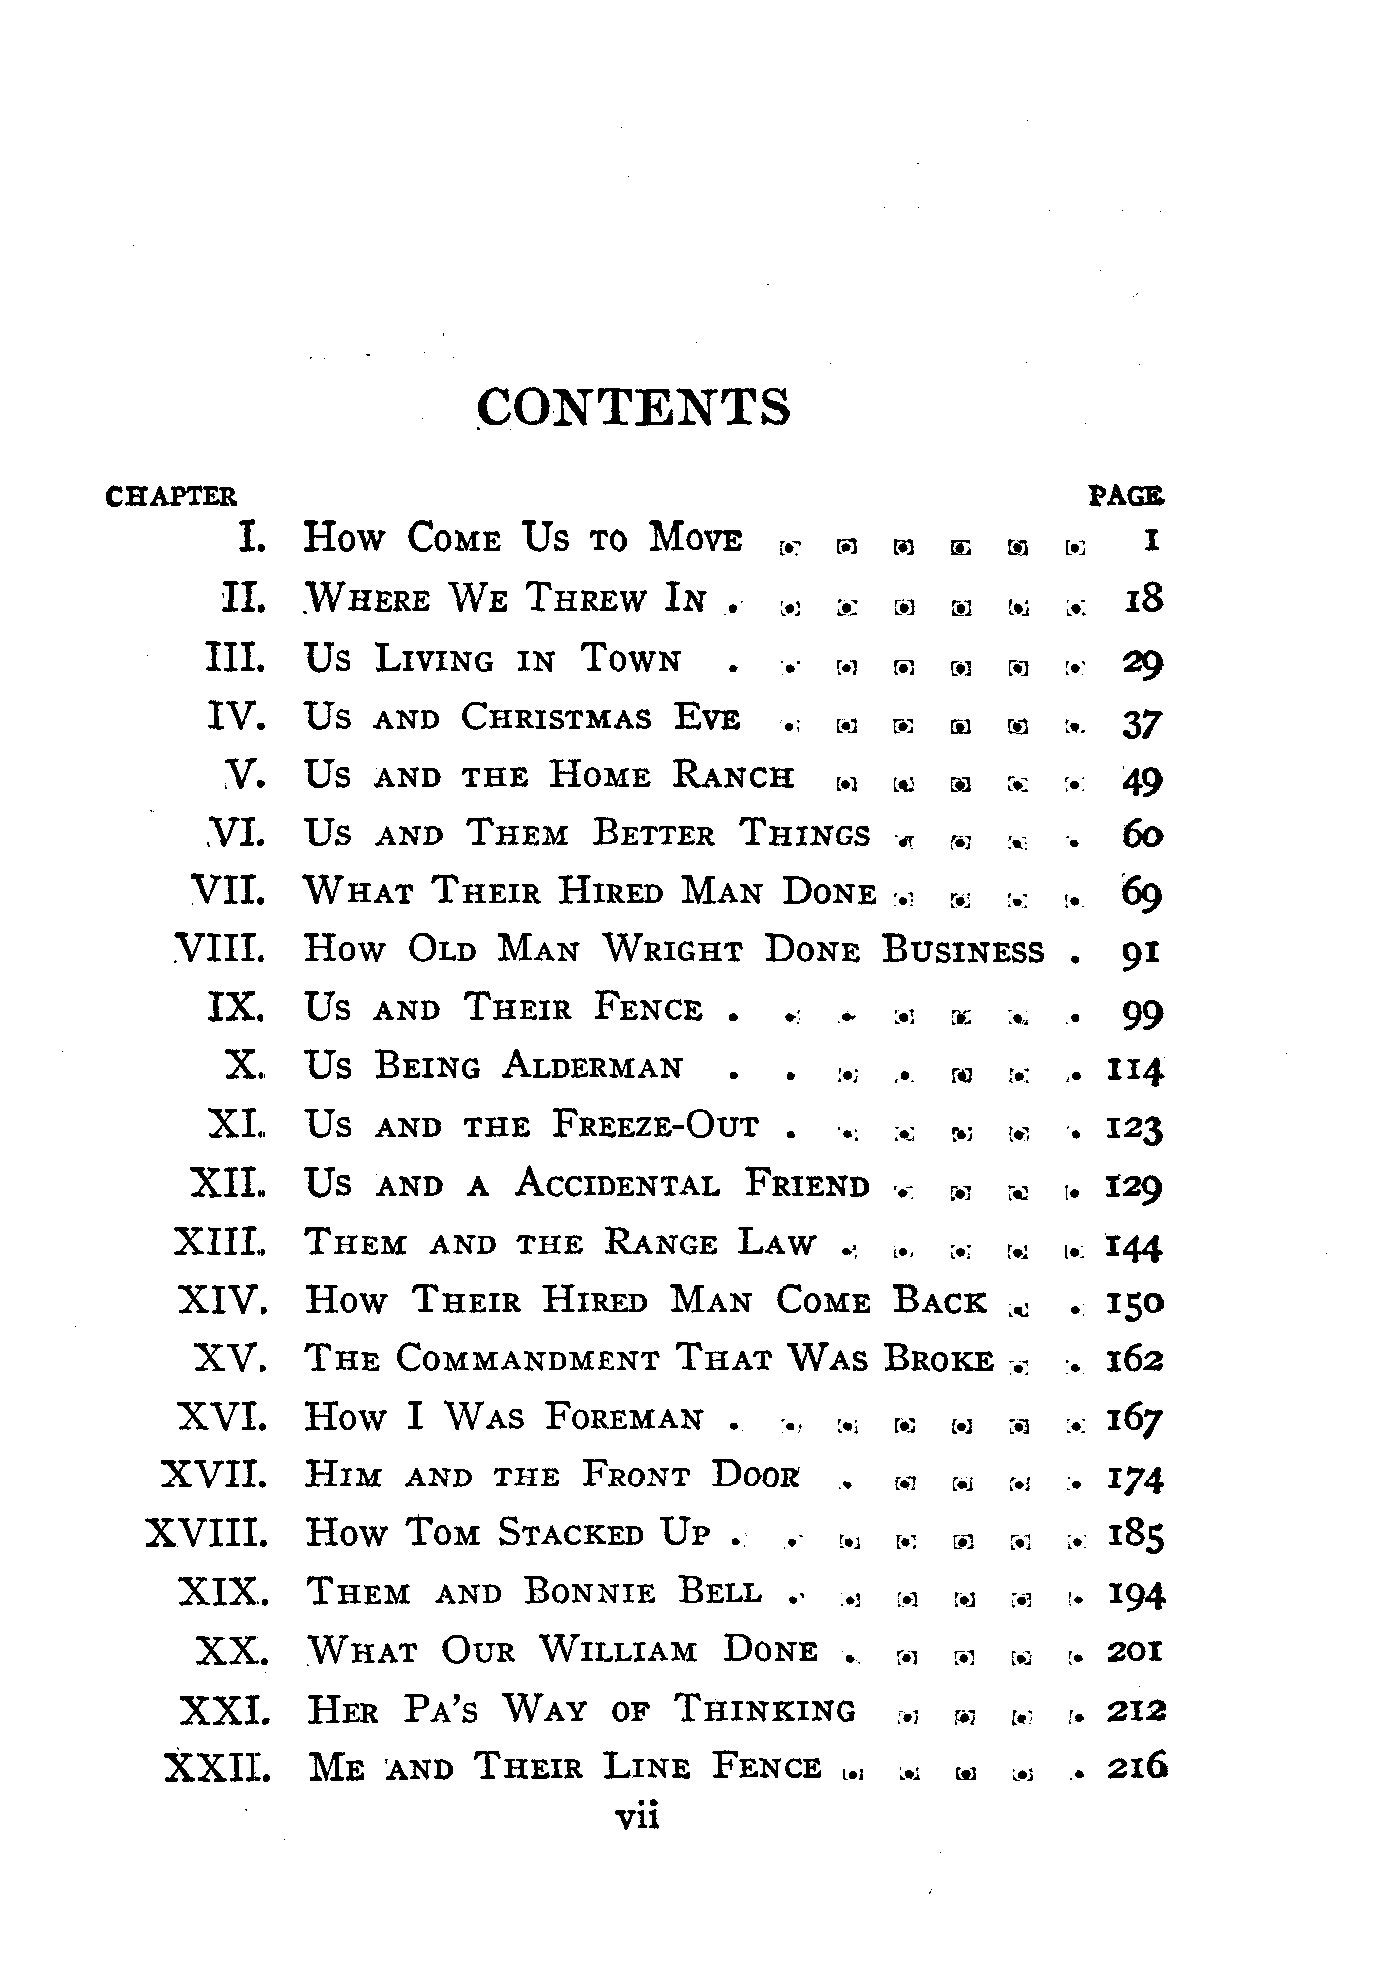 CONTENTS
CHAPTER PAGE
I. How Come Us to Move . . . . . . 1
II. Where We Threw In . . . . . . . 18
III. Us Living in Town . . . . . . . 29
IV. Us and Christmas Eve . . . . . . 37
V. Us and the Home Ranch . . . . . 49
VI. Us and Them Better Things . . . . 60
VII. What Their Hired Man Done . . . . 69
VIII. How Old Man Wright Done Business . 91
IX. Us and Their Fence . . . . . . . 99
X. Us Being Alderman . . . . . . . 114
XI. Us and the Freeze-Out . . . . . . 123
XII. Us and a Accidental Friend . . . . 129
XIII. Them and the Range Law . . . . . 144
XIV. How Their Hired Man Come Back . . 150
XV. The Commandment That Was Broke . . 162
XVI. How I Was Foreman . . . . . . . 167
XVII. Him and the Front Door . . . . . 174
XVIII. How Tom Stacked Up . . . . . . . 185
XIX. Them and Bonnie Bell . . . . . . 194
XX. What Our William Done . . . . . 201
XXI. Her Pa's Way of Thinking . . . . 212
XXII. Me and Their Line Fence . . . . . 216
vii